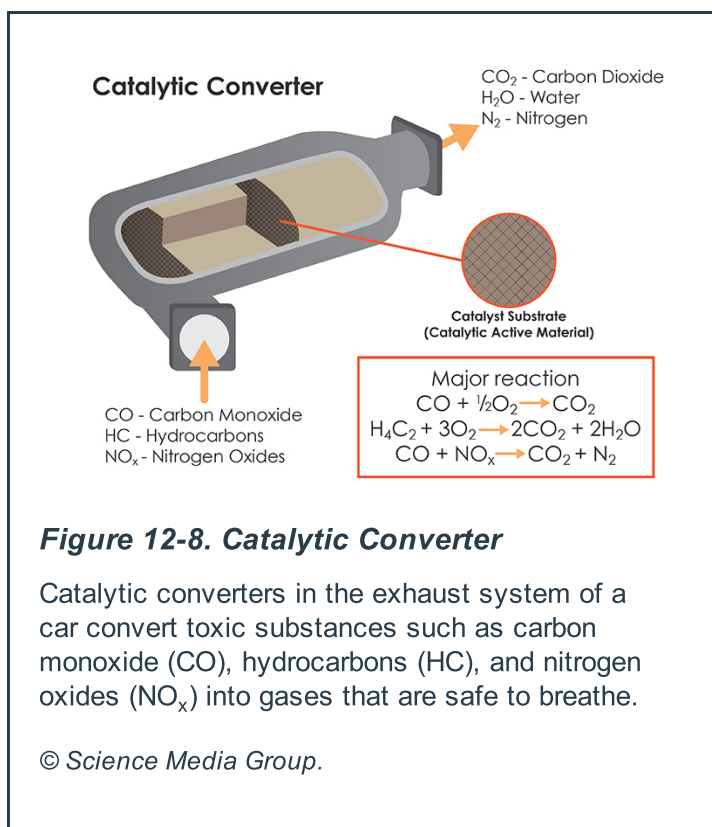 Catalytic Converter
CO₂ - Carbon Dioxide
H₂O - Water
N₂ - Nitrogen
Catalyst Substrate
(Catalytic Active Material)
CO - Carbon Monoxide
HC - Hydrocarbons
NOₓ - Nitrogen Oxides
Major reaction
CO + ½O₂→CO₂
H₄C₂ + 3O₂→2CO₂ + 2H₂O
CO + NOₓ→CO₂ + N₂
Figure 12-8. Catalytic Converter
Catalytic converters in the exhaust system of a
car convert toxic substances such as carbon
monoxide (CO), hydrocarbons (HC), and nitrogen
oxides (NOₓ) into gases that are safe to breathe.
© Science Media Group.